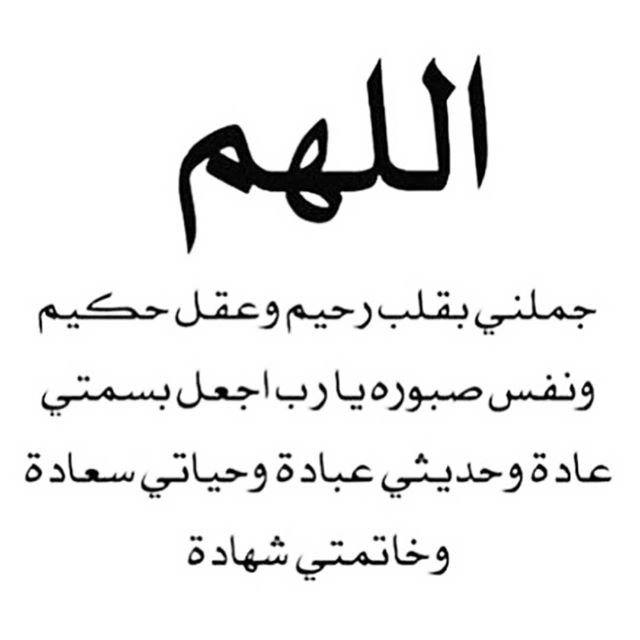 اللهم
جملني بقلب رحيم وعقل حكيم
ونفس صبوره يا رب اجعل بسمتي
عادة وحديثي عبادة وحياتي سعادة
وخاتمتي شهادة